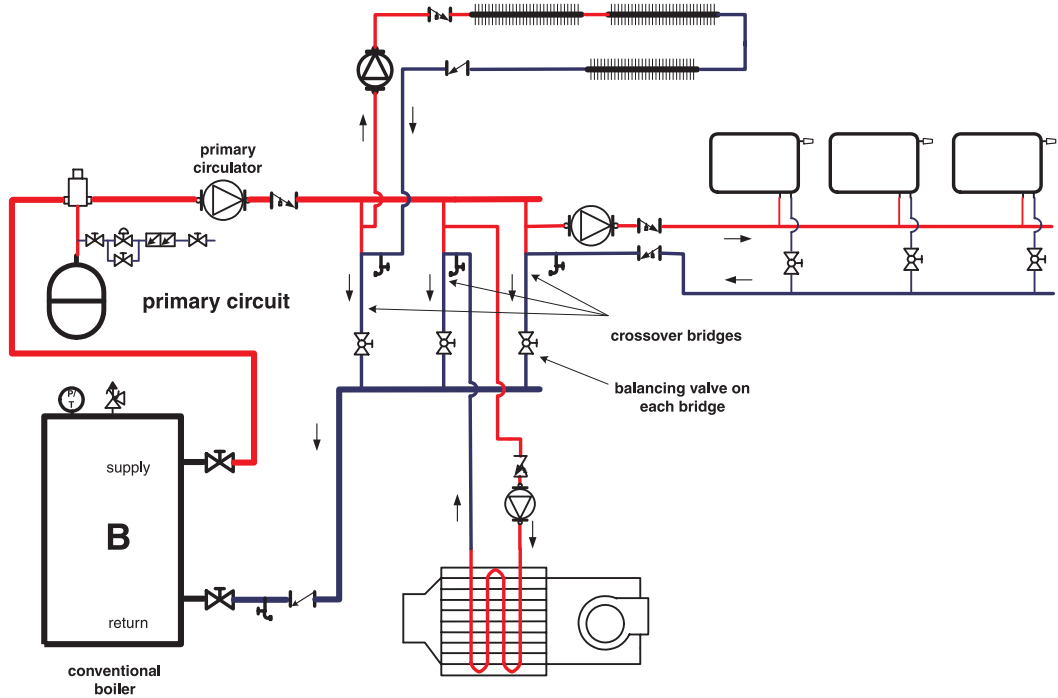 primary
circulator
primary circuit
crossover bridges
balancing valve on
each bridge
P/
T
supply
B
return
conventional
boiler